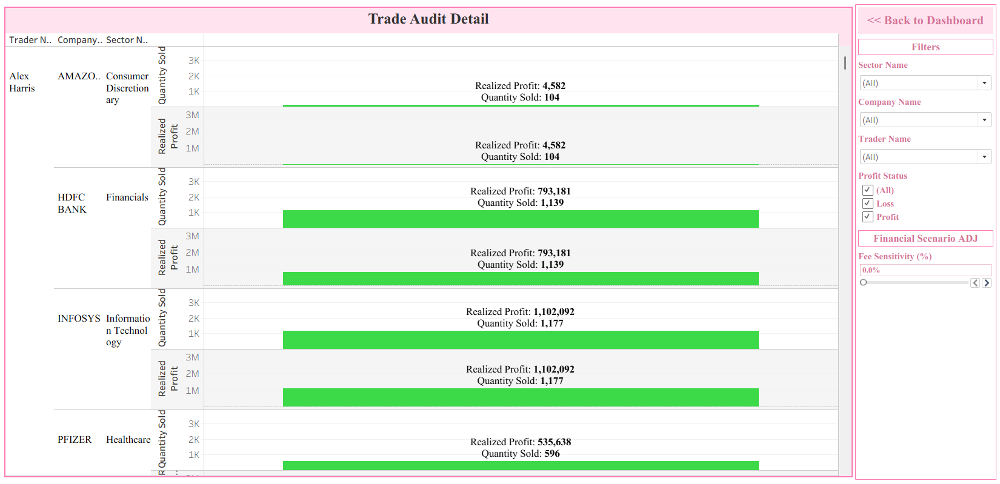 Trade Audit Detail
Trader N.. Company.. Sector N..
Alex
Harris
AMAZO..
Consumer
Discretion
ary
Quantity Sold
3K
2K
1K
Realized Profit: 4,582
Quantity Sold: 104
Realized
Profit
3M
2M
1M
Realized Profit: 4,582
Quantity Sold: 104
HDFC
BANK
Financials
Quantity Sold
3K
2K
1K
Realized Profit: 793,181
Quantity Sold: 1,139
Realized
Profit
3M
2M
1M
Realized Profit: 793,181
Quantity Sold: 1,139
INFOSYS
Informatio
n Technol
ogy
Quantity Sold
3K
2K
1K
Realized Profit: 1,102,092
Quantity Sold: 1,177
Realized
Profit
3M
2M
1M
Realized Profit: 1,102,092
Quantity Sold: 1,177
PFIZER
Healthcare
Quantity Sold
3K
2K
1K
Realized Profit: 535,638
Quantity Sold: 596
<< Back to Dashboard
Filters
Sector Name
(All)
Company Name
(All)
Trader Name
(All)
Profit Status
(All)
Loss
Profit
Financial Scenario ADJ
Fee Sensitivity (%)
0.0%